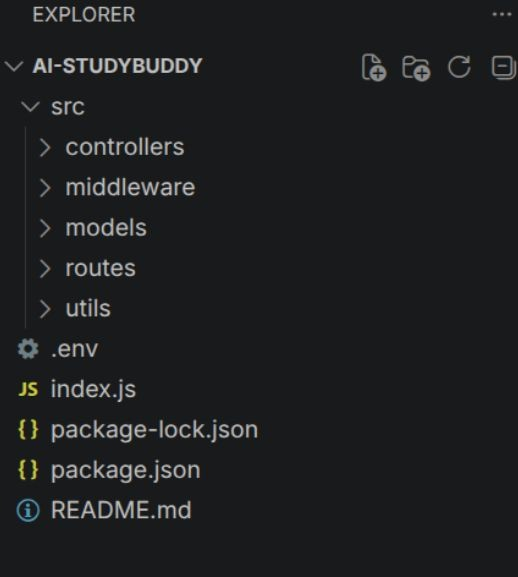 EXPLORER
AI-STUDYBUDDY
src
controllers
middleware
models
routes
utils
.env
JS index.js
{} package-lock.json
{} package.json
README.md